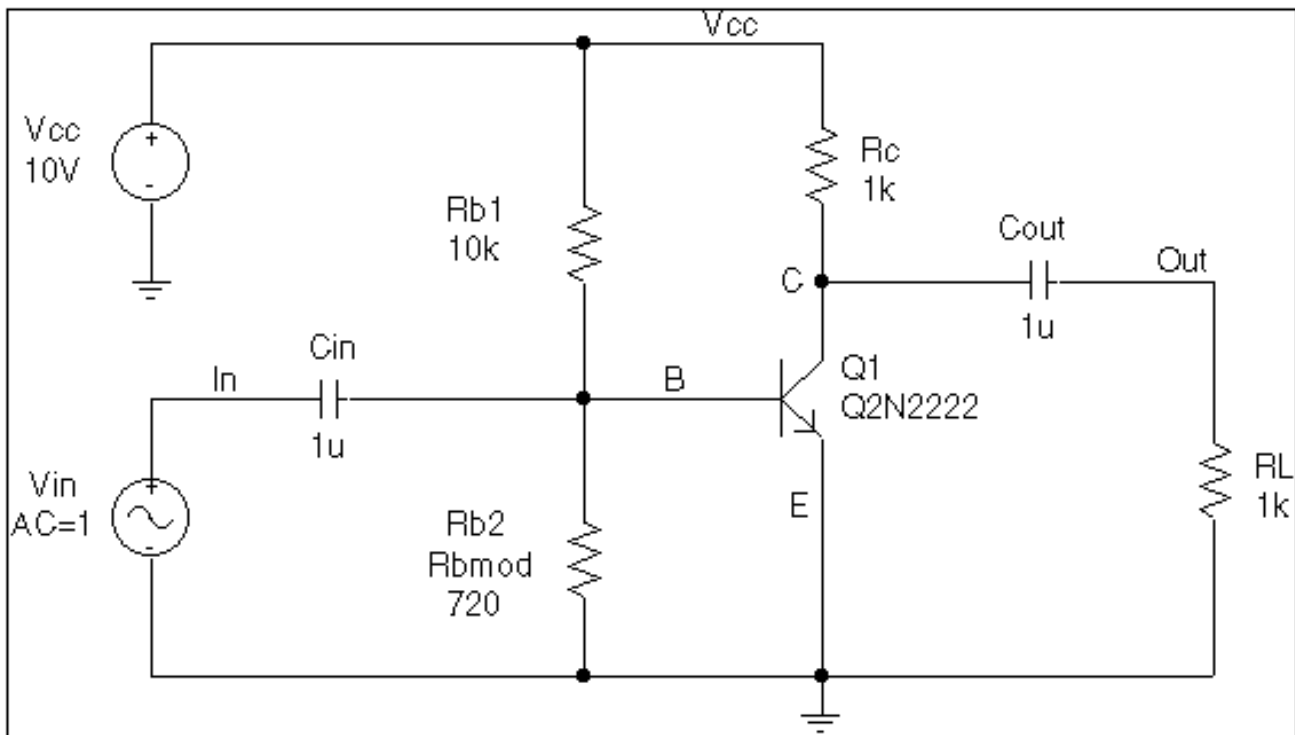 Vcc
Vcc
10V
Rb1
10k
Rc
1k
Cout
1u
Out
C
Cin
1u
In
B
Q1
Q2N2222
Vin
AC=1
Rb2
Rbmod
720
E
RL
1k
+
-
+
-